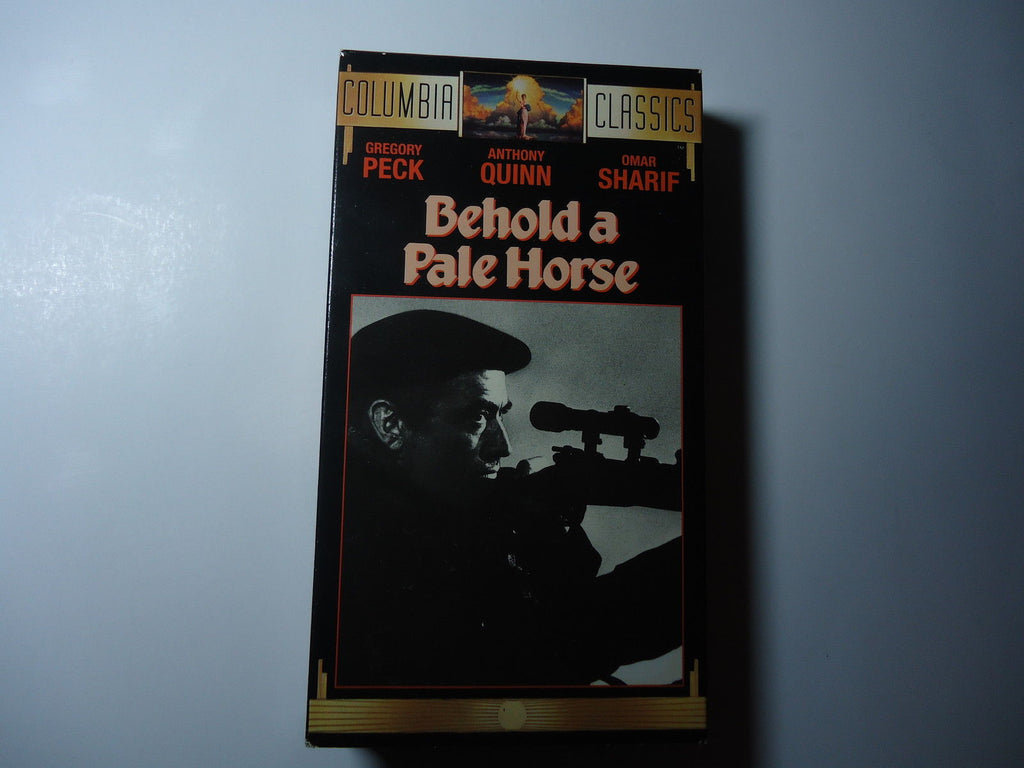 COLUMBIA CLASSICS
GREGORY PECK
ANTHONY QUINN
OMAR SHARIF
Behold a
Pale Horse